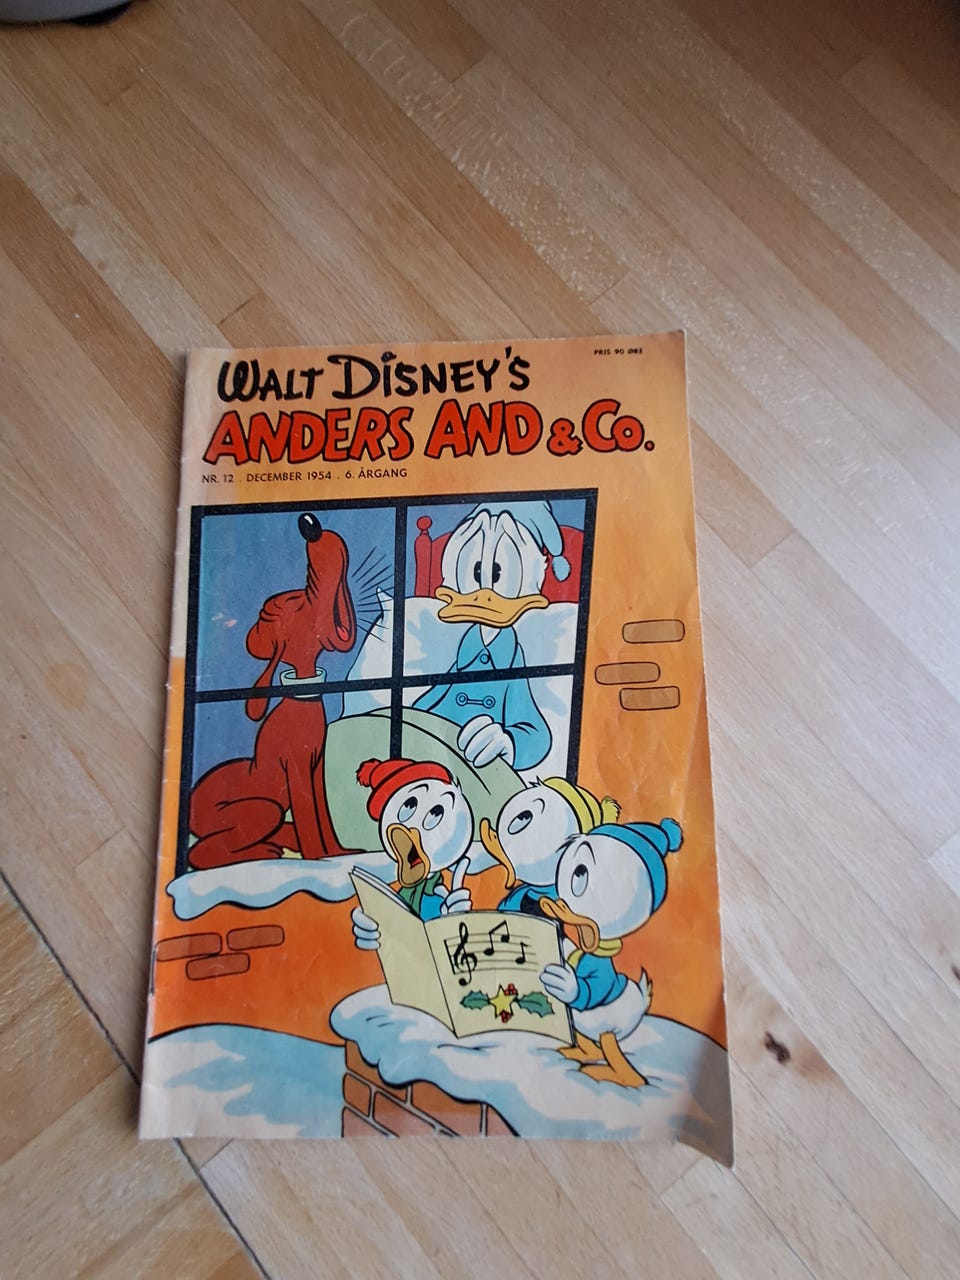 PRIS 90 ØRE
WALT DISNEY'S
ANDERS AND & Co.
NR. 12 . DECEMBER 1954 . 6. ÅRGANG